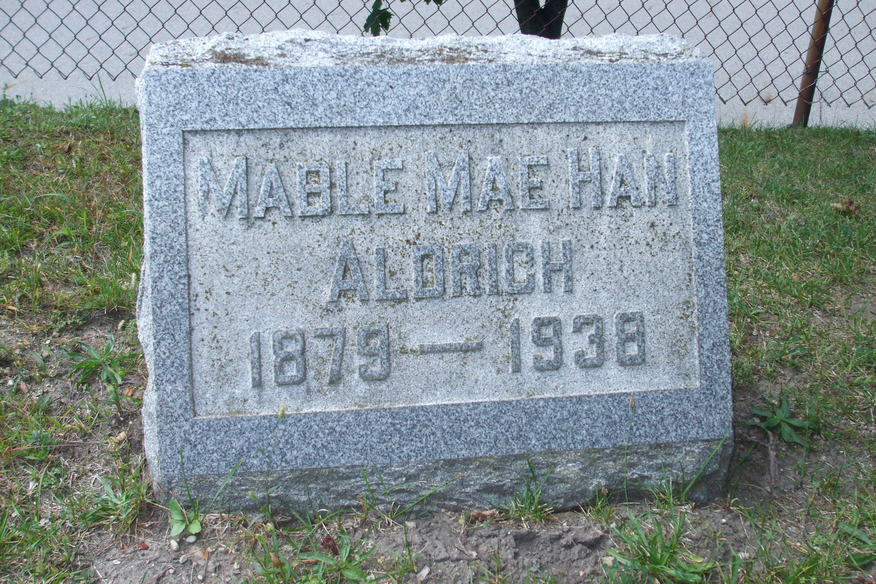 MABLE MAE HAN
ALDRICH
1879 — 1938